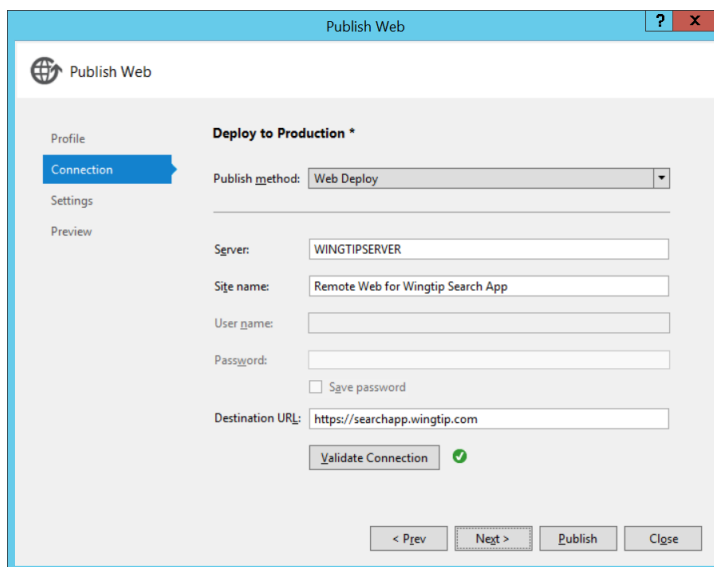 Publish Web
? x
Publish Web
Profile
Connection
Settings
Preview
Deploy to Production *
Publish method: Web Deploy
Server: WINGTIPSERVER
Site name: Remote Web for Wingtip Search App
User name:
Password:
Save password
Destination URL: https://searchapp.wingtip.com
Validate Connection
< Prev Next > Publish Close